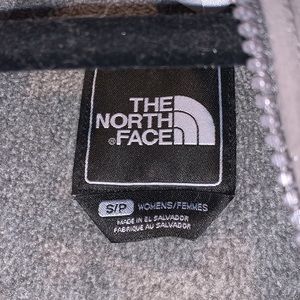 THE
NORTH
FACE
S/P WOMENS/FEMMES
MADE IN EL SALVADOR
FABRIQUE AU SALVADOR